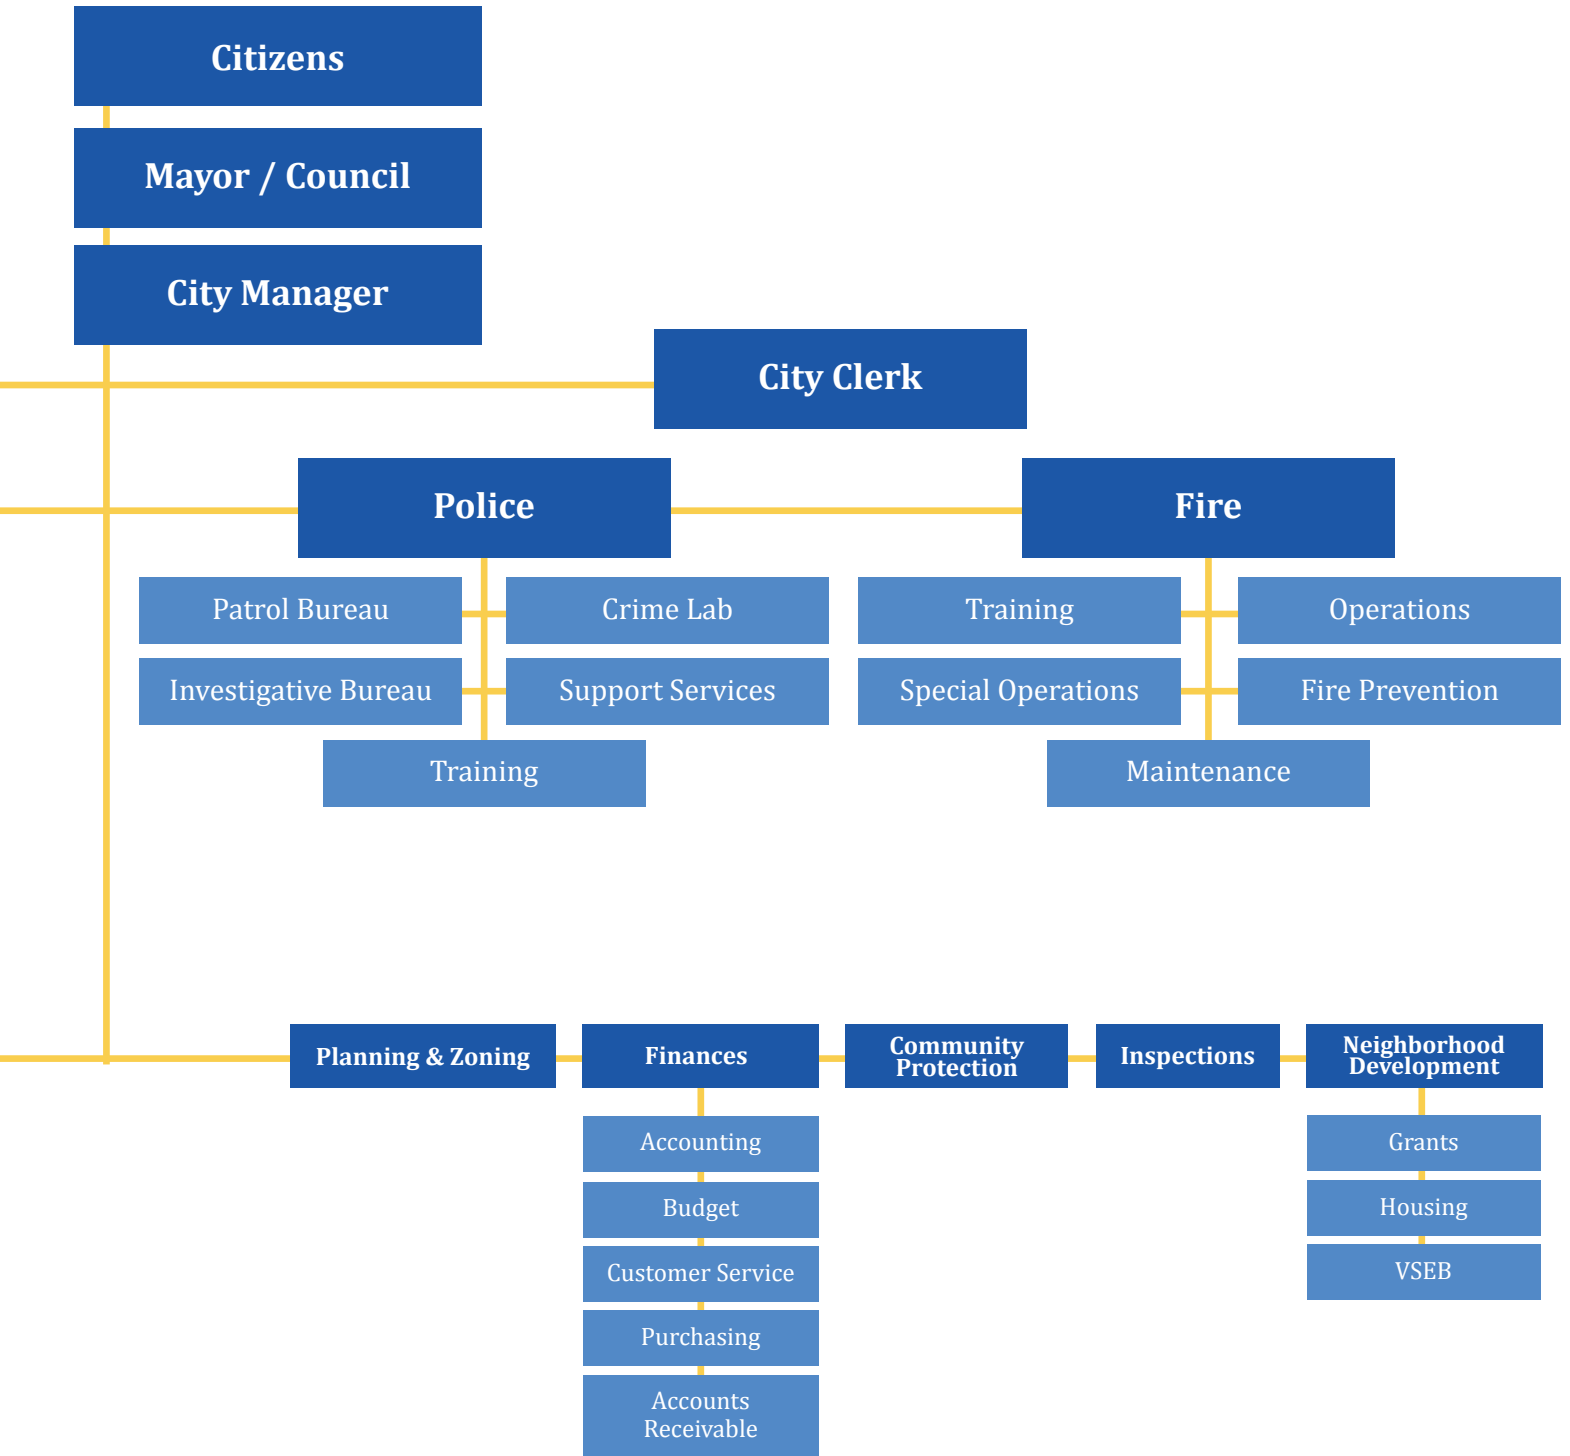 Citizens
Mayor / Council
City Manager
City Clerk
Police
Fire
Patrol Bureau
Crime Lab
Training
Operations
Investigative Bureau
Support Services
Special Operations
Fire Prevention
Training
Maintenance
Planning & Zoning
Finances
Community
Protection
Inspections
Neighborhood
Development
Accounting
Budget
Customer Service
Purchasing
Accounts
Receivable
Grants
Housing
VSEB